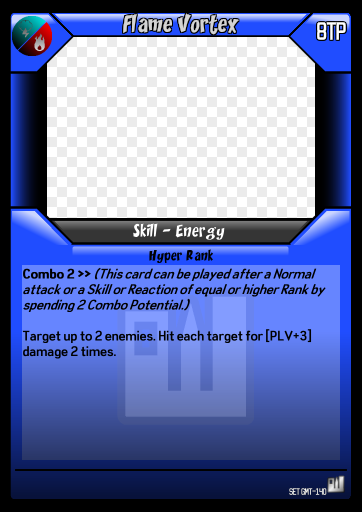 Flame Vortex
8TP
Skill - Energy
Hyper Rank
Combo 2 >> (This card can be played after a Normal
attack or a Skill or Reaction of equal or higher Rank by
spending 2 Combo Potential.)
Target up to 2 enemies. Hit each target for [PLV+3]
damage 2 times.
SET GMT-140